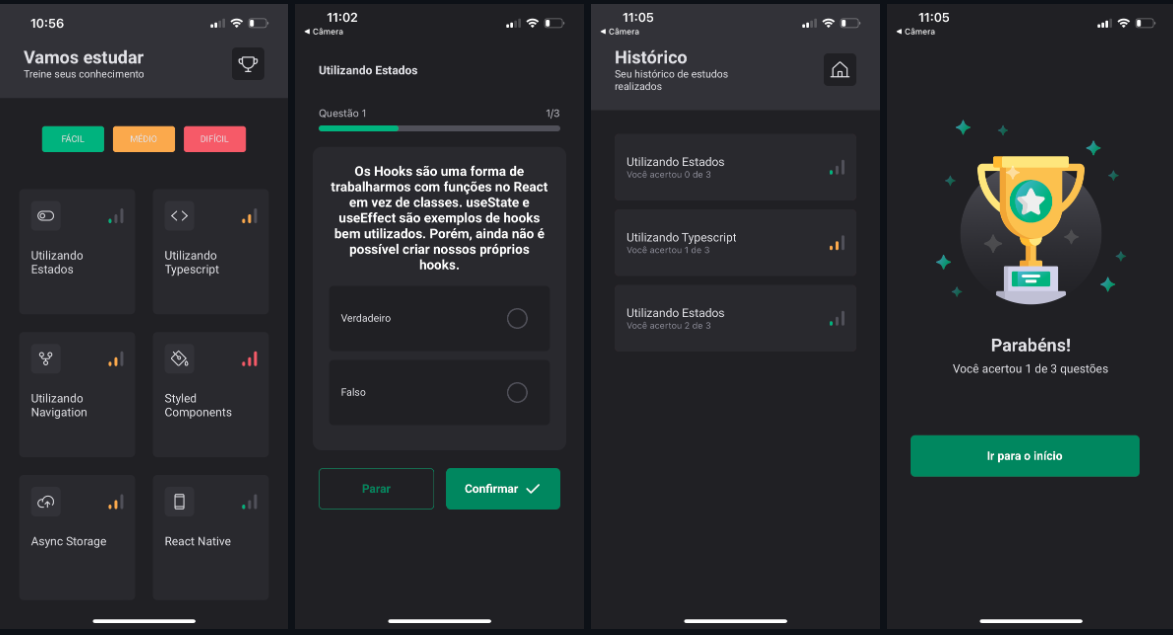 10:56
Vamos estudar
Treine seus conhecimento
FÁCIL
MÉDIO
DIFÍCIL
Utilizando
Estados
Utilizando
Typescript
Utilizando
Navigation
Styled
Components
Async Storage
React Native
11:02
◄ Câmera
Utilizando Estados
Questão 1
1/3
Os Hooks são uma forma de
trabalharmos com funções no React
em vez de classes. useState e
useEffect são exemplos de hooks
bem utilizados. Porém, ainda não é
possível criar nossos próprios
hooks.
Verdadeiro
Falso
Parar
Confirmar
11:05
◄ Câmera
Histórico
Seu histórico de estudos
realizados
Utilizando Estados
Você acertou 0 de 3
Utilizando Typescript
Você acertou 1 de 3
Utilizando Estados
Você acertou 2 de 3
11:05
◄ Câmera
Parabéns!
Você acertou 1 de 3 questões
Ir para o início